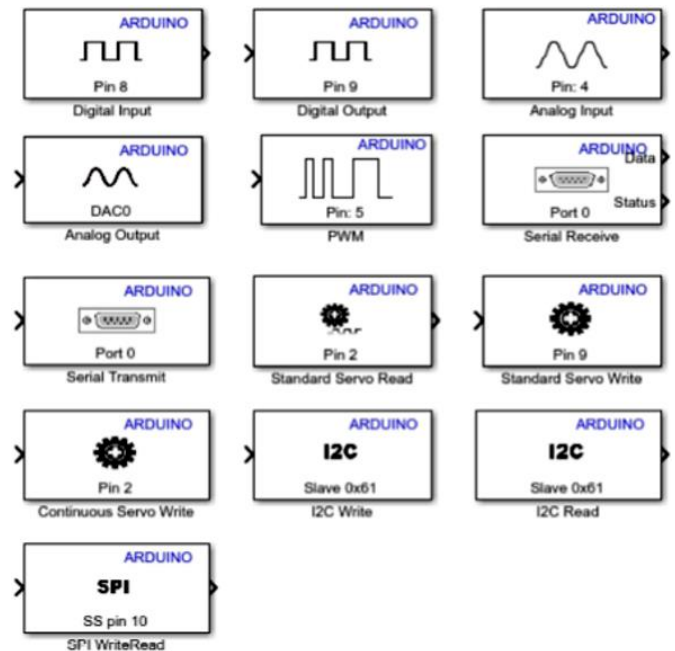 ARDUINO
Pin 8
Digital Input
ARDUINO
Pin 9
Digital Output
ARDUINO
Pin: 4
Analog Input
ARDUINO
DAC0
Analog Output
ARDUINO
Pin: 5
PWM
ARDUINO
Data
Status
Port 0
Serial Receive
ARDUINO
Port 0
Serial Transmit
ARDUINO
Pin 2
Standard Servo Read
ARDUINO
Pin 9
Standard Servo Write
ARDUINO
Pin 2
Continuous Servo Write
ARDUINO
I2C
Slave 0x61
I2C Write
ARDUINO
I2C
Slave 0x61
I2C Read
ARDUINO
SPI
SS pin 10
SPI WriteRead